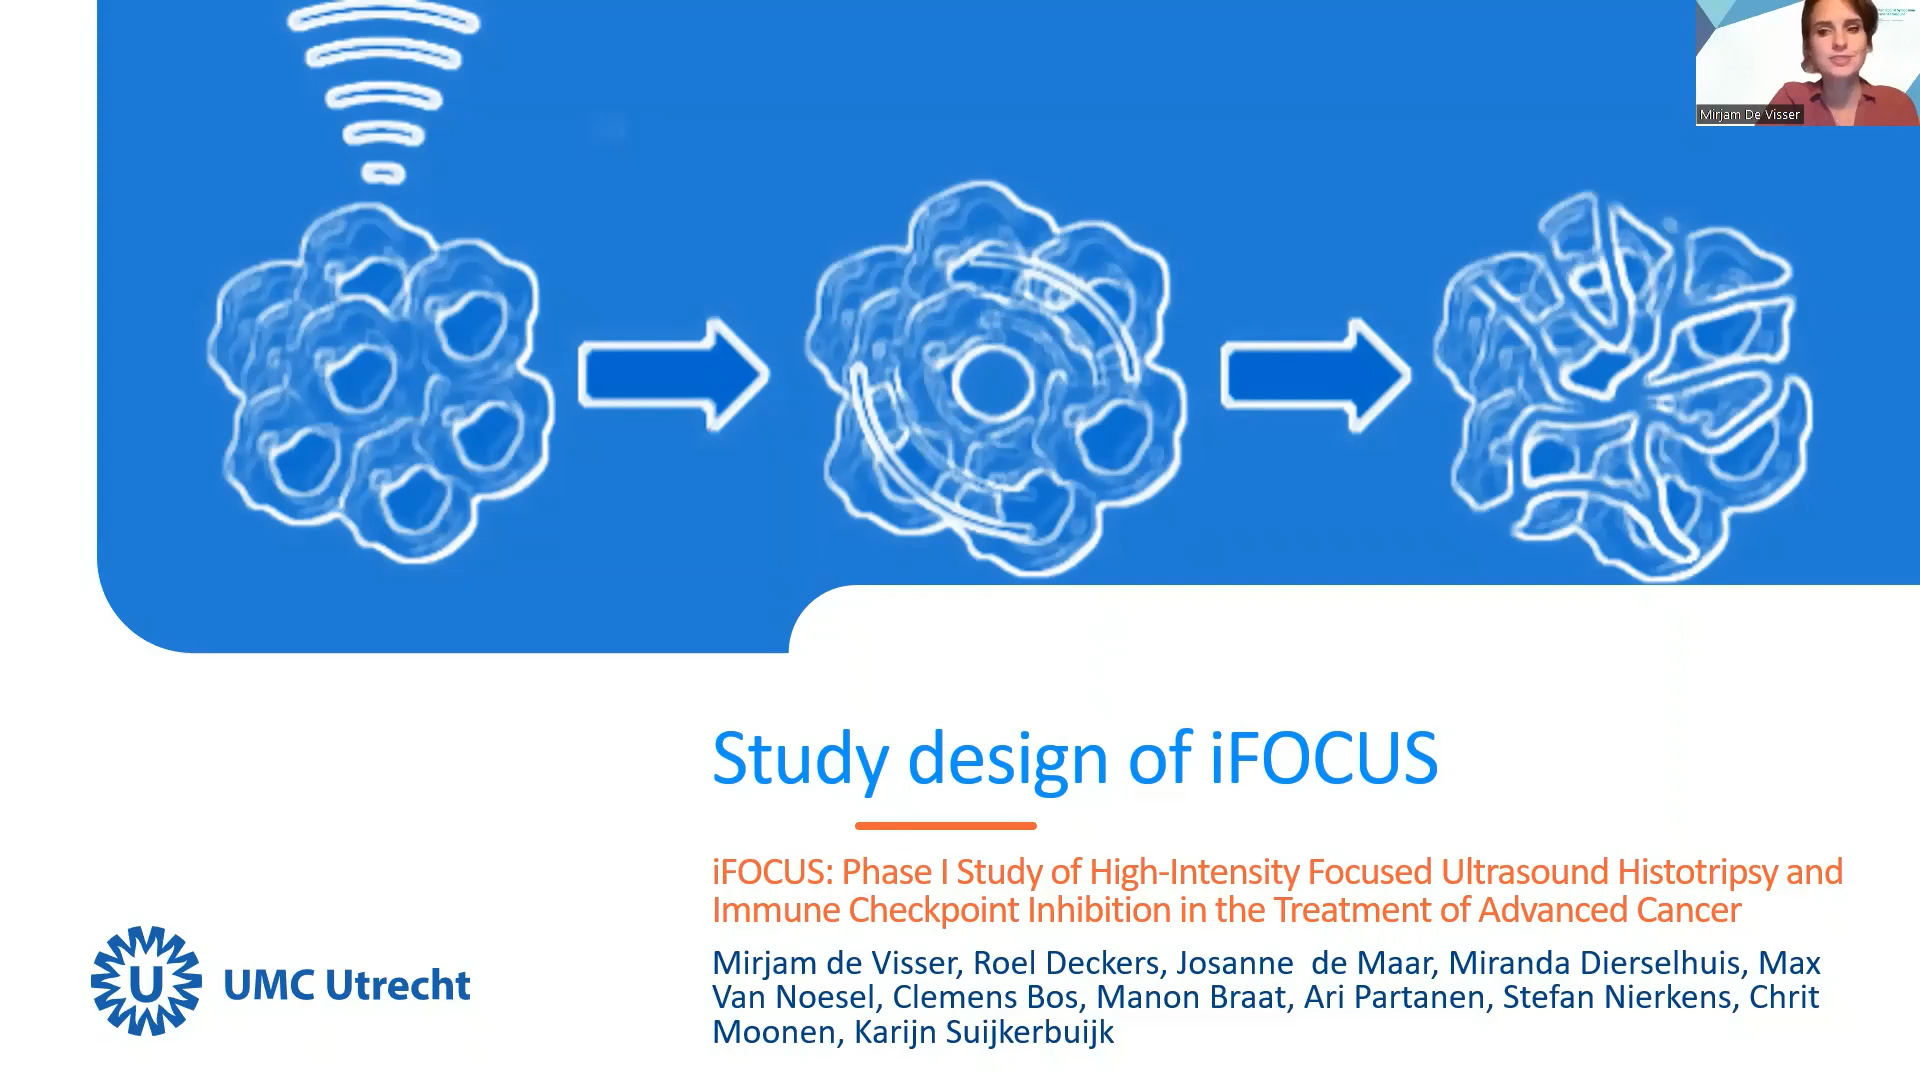 Mirjam De Visser
Study design of iFOCUS
iFOCUS: Phase I Study of High-Intensity Focused Ultrasound Histotripsy and
Immune Checkpoint Inhibition in the Treatment of Advanced Cancer
Mirjam de Visser, Roel Deckers, Josanne de Maar, Miranda Dierselhuis, Max
Van Noesel, Clemens Bos, Manon Braat, Ari Partanen, Stefan Nierkens, Chrit
Moonen, Karijn Suijkerbuijk
U
UMC Utrecht